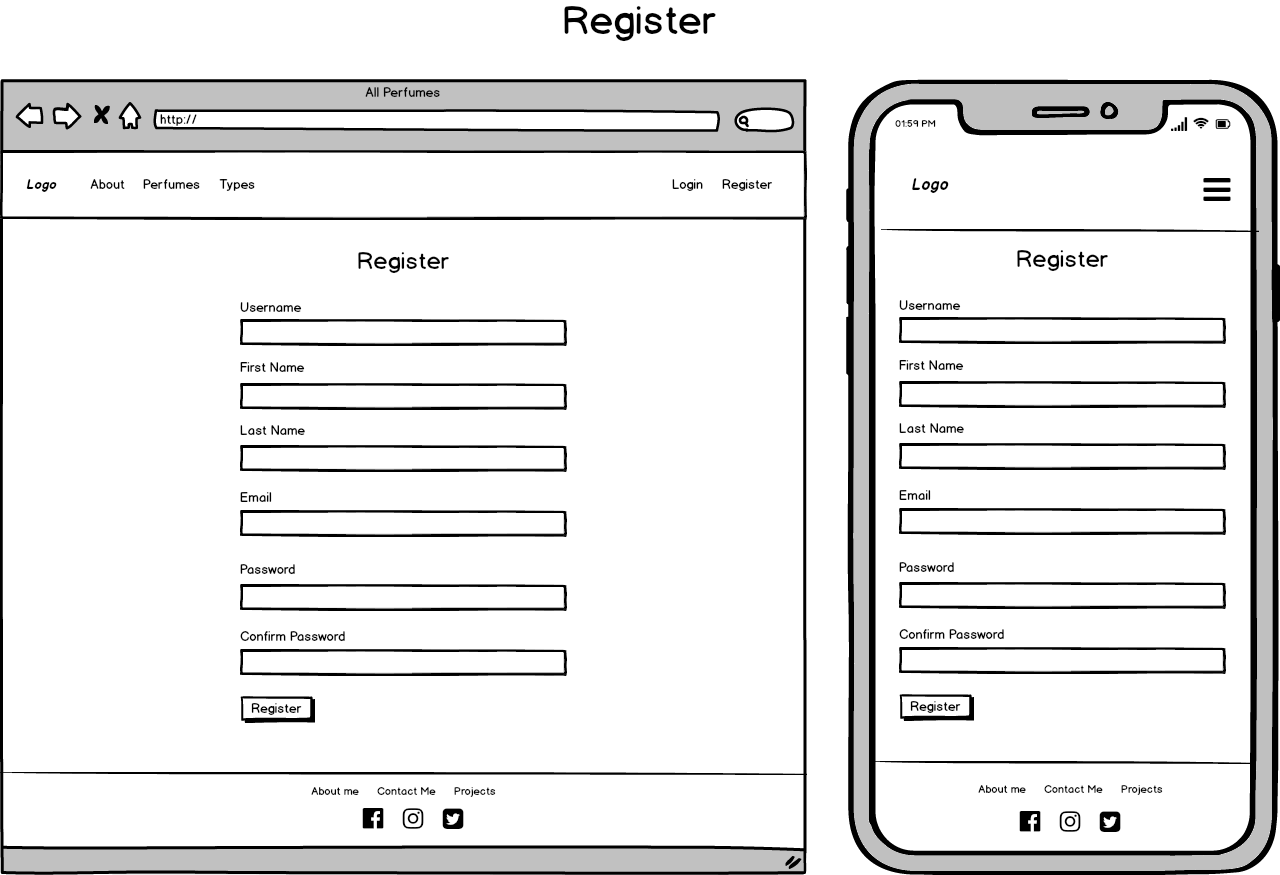 Register
All Perfumes
http://
Logo About Perfumes Types Login Register
Register
Username
First Name
Last Name
Email
Password
Confirm Password
Register
About me Contact Me Projects
01:59 PM
Logo
Register
Username
First Name
Last Name
Email
Password
Confirm Password
Register
About me Contact Me Projects